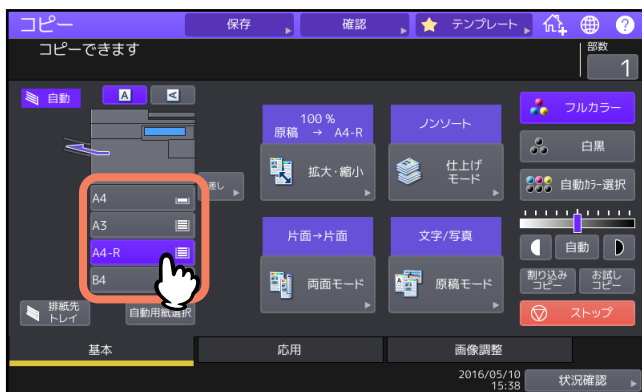 コピー
保存
確認
テンプレート
?
コピーできます
部数
1
自動
A
A
100 %
原稿 → A4-R
拡大・縮小
ノンソート
仕上げ
モード
フルカラー
白黒
自動ｶﾗｰ選択
A4
A3
A4-R
B4
差し
片面→片面
両面モード
文字/写真
原稿モード
自動
割り込み
コピー
お試し
コピー
排紙先
トレイ
自動用紙選択
ストップ
基本
応用
画像調整
2016/05/10
15:38
状況確認